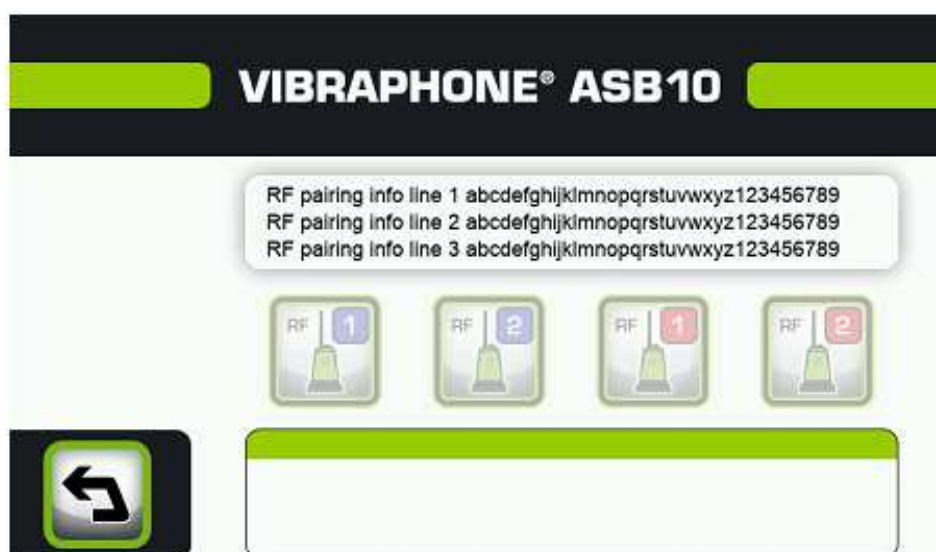 VIBRAPHONE® ASB10
RF pairing info line 1 abcdefghijklmnopqrstuvwxyz123456789
RF pairing info line 2 abcdefghijklmnopqrstuvwxyz123456789
RF pairing info line 3 abcdefghijklmnopqrstuvwxyz123456789
RF 1 RF 2 RF 1 RF 2